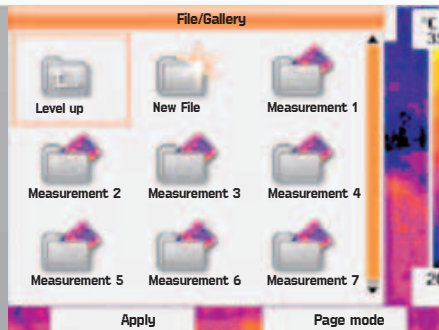 File/Gallery
°C
Level up New File Measurement 1
Measurement 2 Measurement 3 Measurement 4
Measurement 5 Measurement 6 Measurement 7
Apply Page mode